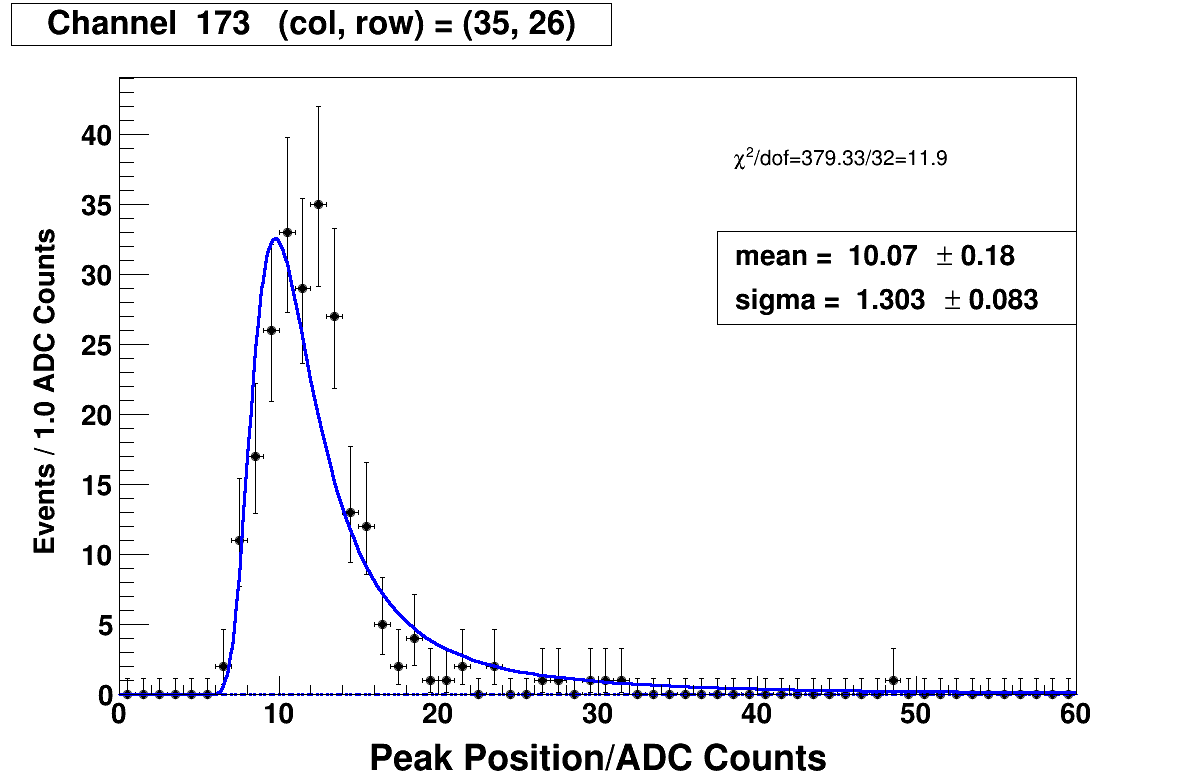 Channel 173 (col, row) = (35, 26)
χ²/dof=379.33/32=11.9
mean = 10.07 ± 0.18
sigma = 1.303 ± 0.083
Events / 1.0 ADC Counts
40
35
30
25
20
15
10
5
0
0 10 20 30 40 50 60
Peak Position/ADC Counts